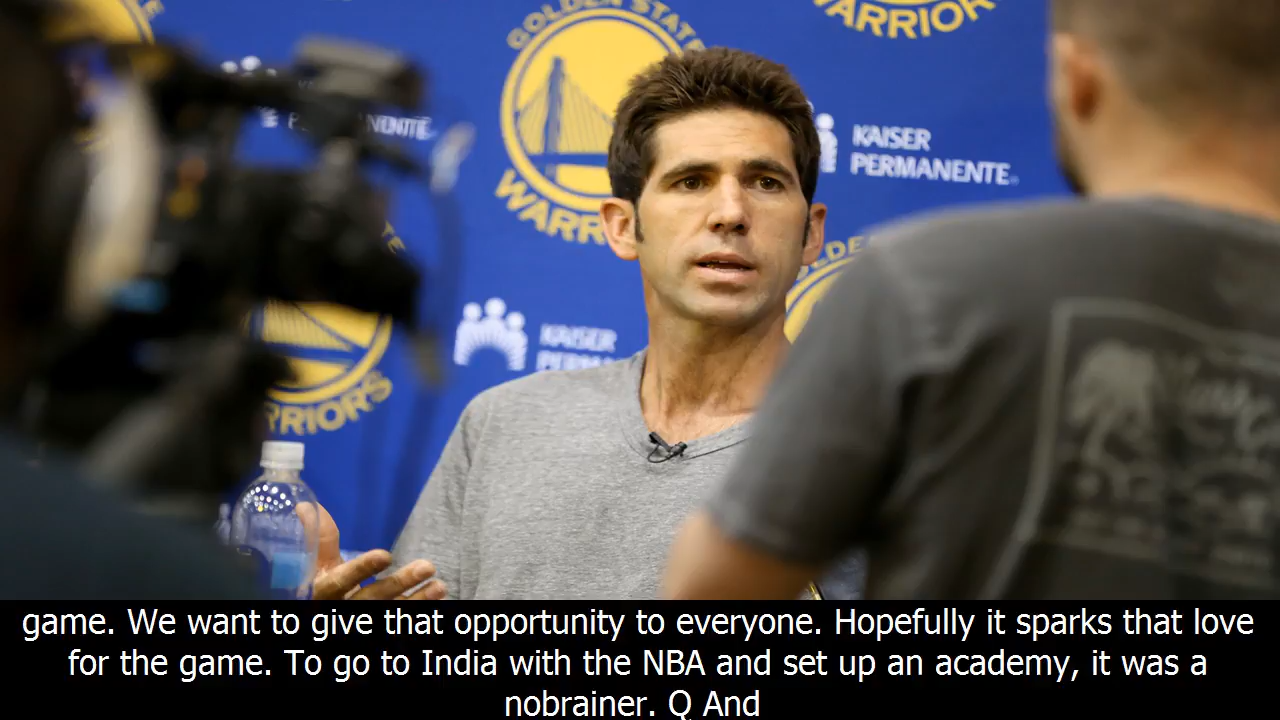 GOLDEN STATE
WARRIORS
KAISER
PERMANENTE
KAISER
WARRIORS
game. We want to give that opportunity to everyone. Hopefully it sparks that love
for the game. To go to India with the NBA and set up an academy, it was a
nobrainer. Q And